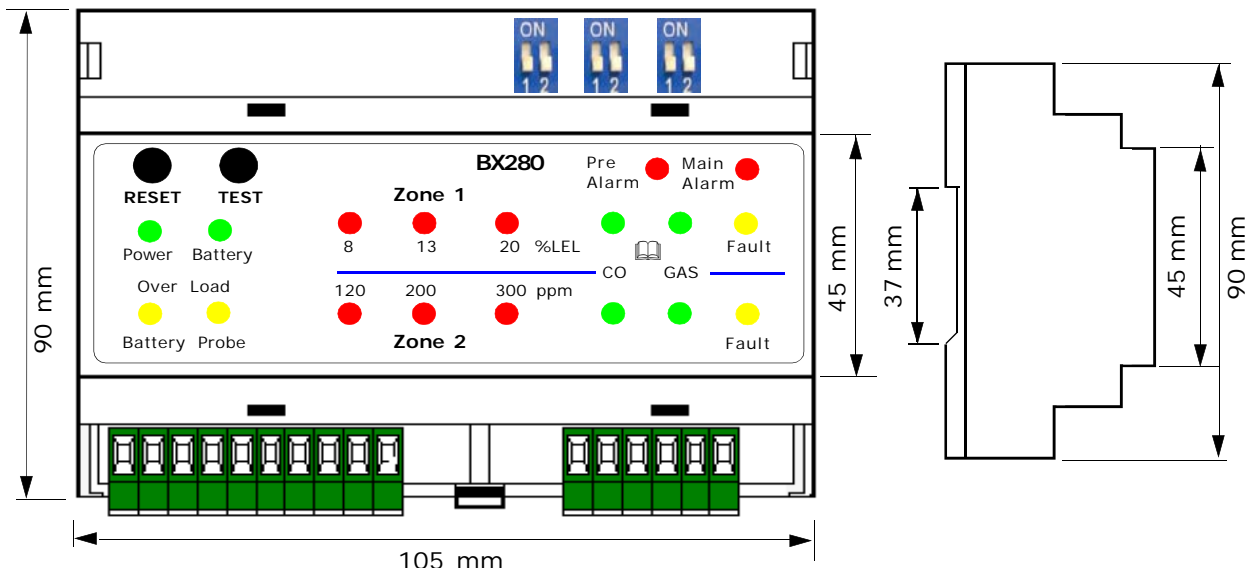 ON ON ON
1 2 1 2 1 2
BX280
Pre Alarm
Main Alarm
RESET TEST
Zone 1
Power Battery
8 13 20 %LEL
Fault
CO GAS
Over Load
120 200 300 ppm
Battery Probe
Zone 2
Fault
90 mm
45 mm
105 mm
37 mm
45 mm
90 mm